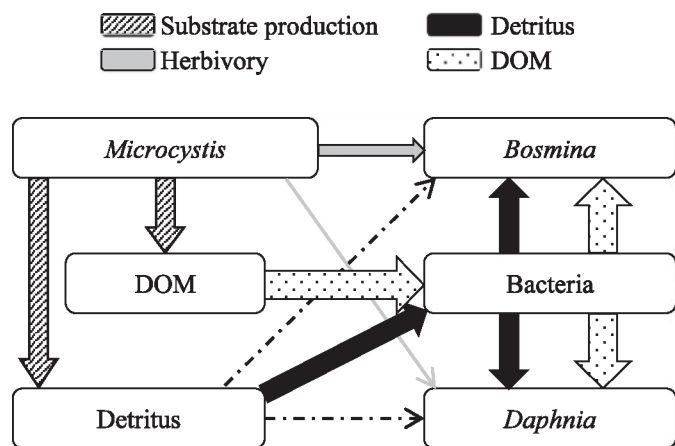 Substrate production
Detritus
Herbivory
DOM
Microcystis
Bosmina
DOM
Bacteria
Detritus
Daphnia